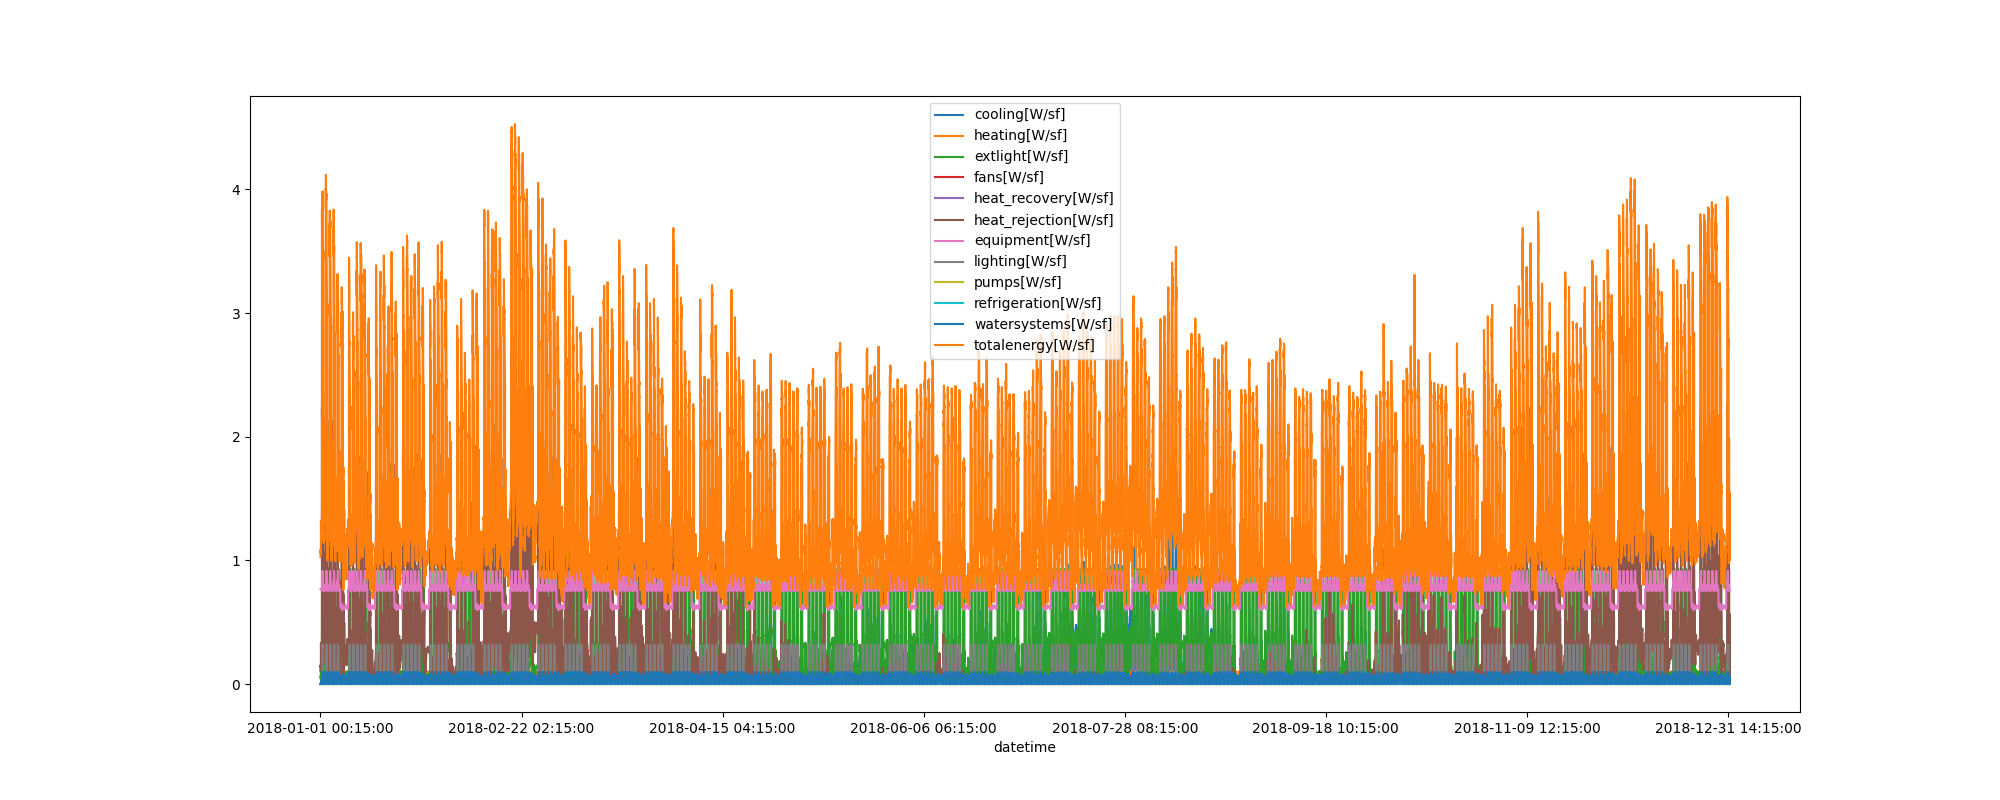 cooling[W/sf]
heating[W/sf]
extlight[W/sf]
fans[W/sf]
heat_recovery[W/sf]
heat_rejection[W/sf]
equipment[W/sf]
lighting[W/sf]
pumps[W/sf]
refrigeration[W/sf]
watersystems[W/sf]
totalenergy[W/sf]
4
3
2
1
0
2018-01-01 00:15:00 2018-02-22 02:15:00 2018-04-15 04:15:00 2018-06-06 06:15:00 2018-07-28 08:15:00 2018-09-18 10:15:00 2018-11-09 12:15:00 2018-12-31 14:15:00
datetime